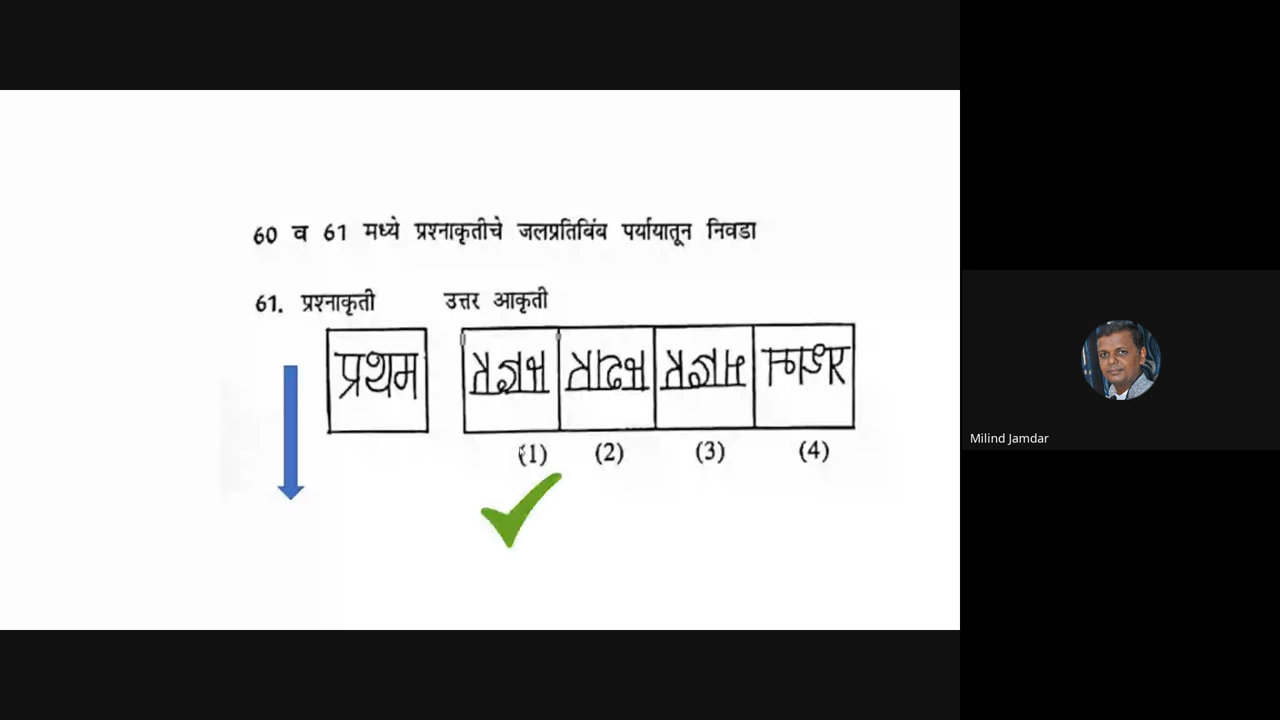 60 व 61 मध्ये प्रश्नाकृतीचे जलप्रतिबिंब पर्यायातून निवडा
61. प्रश्नाकृती उत्तर आकृती
प्रथम
(1) (2) (3) (4)
Milind Jamdar